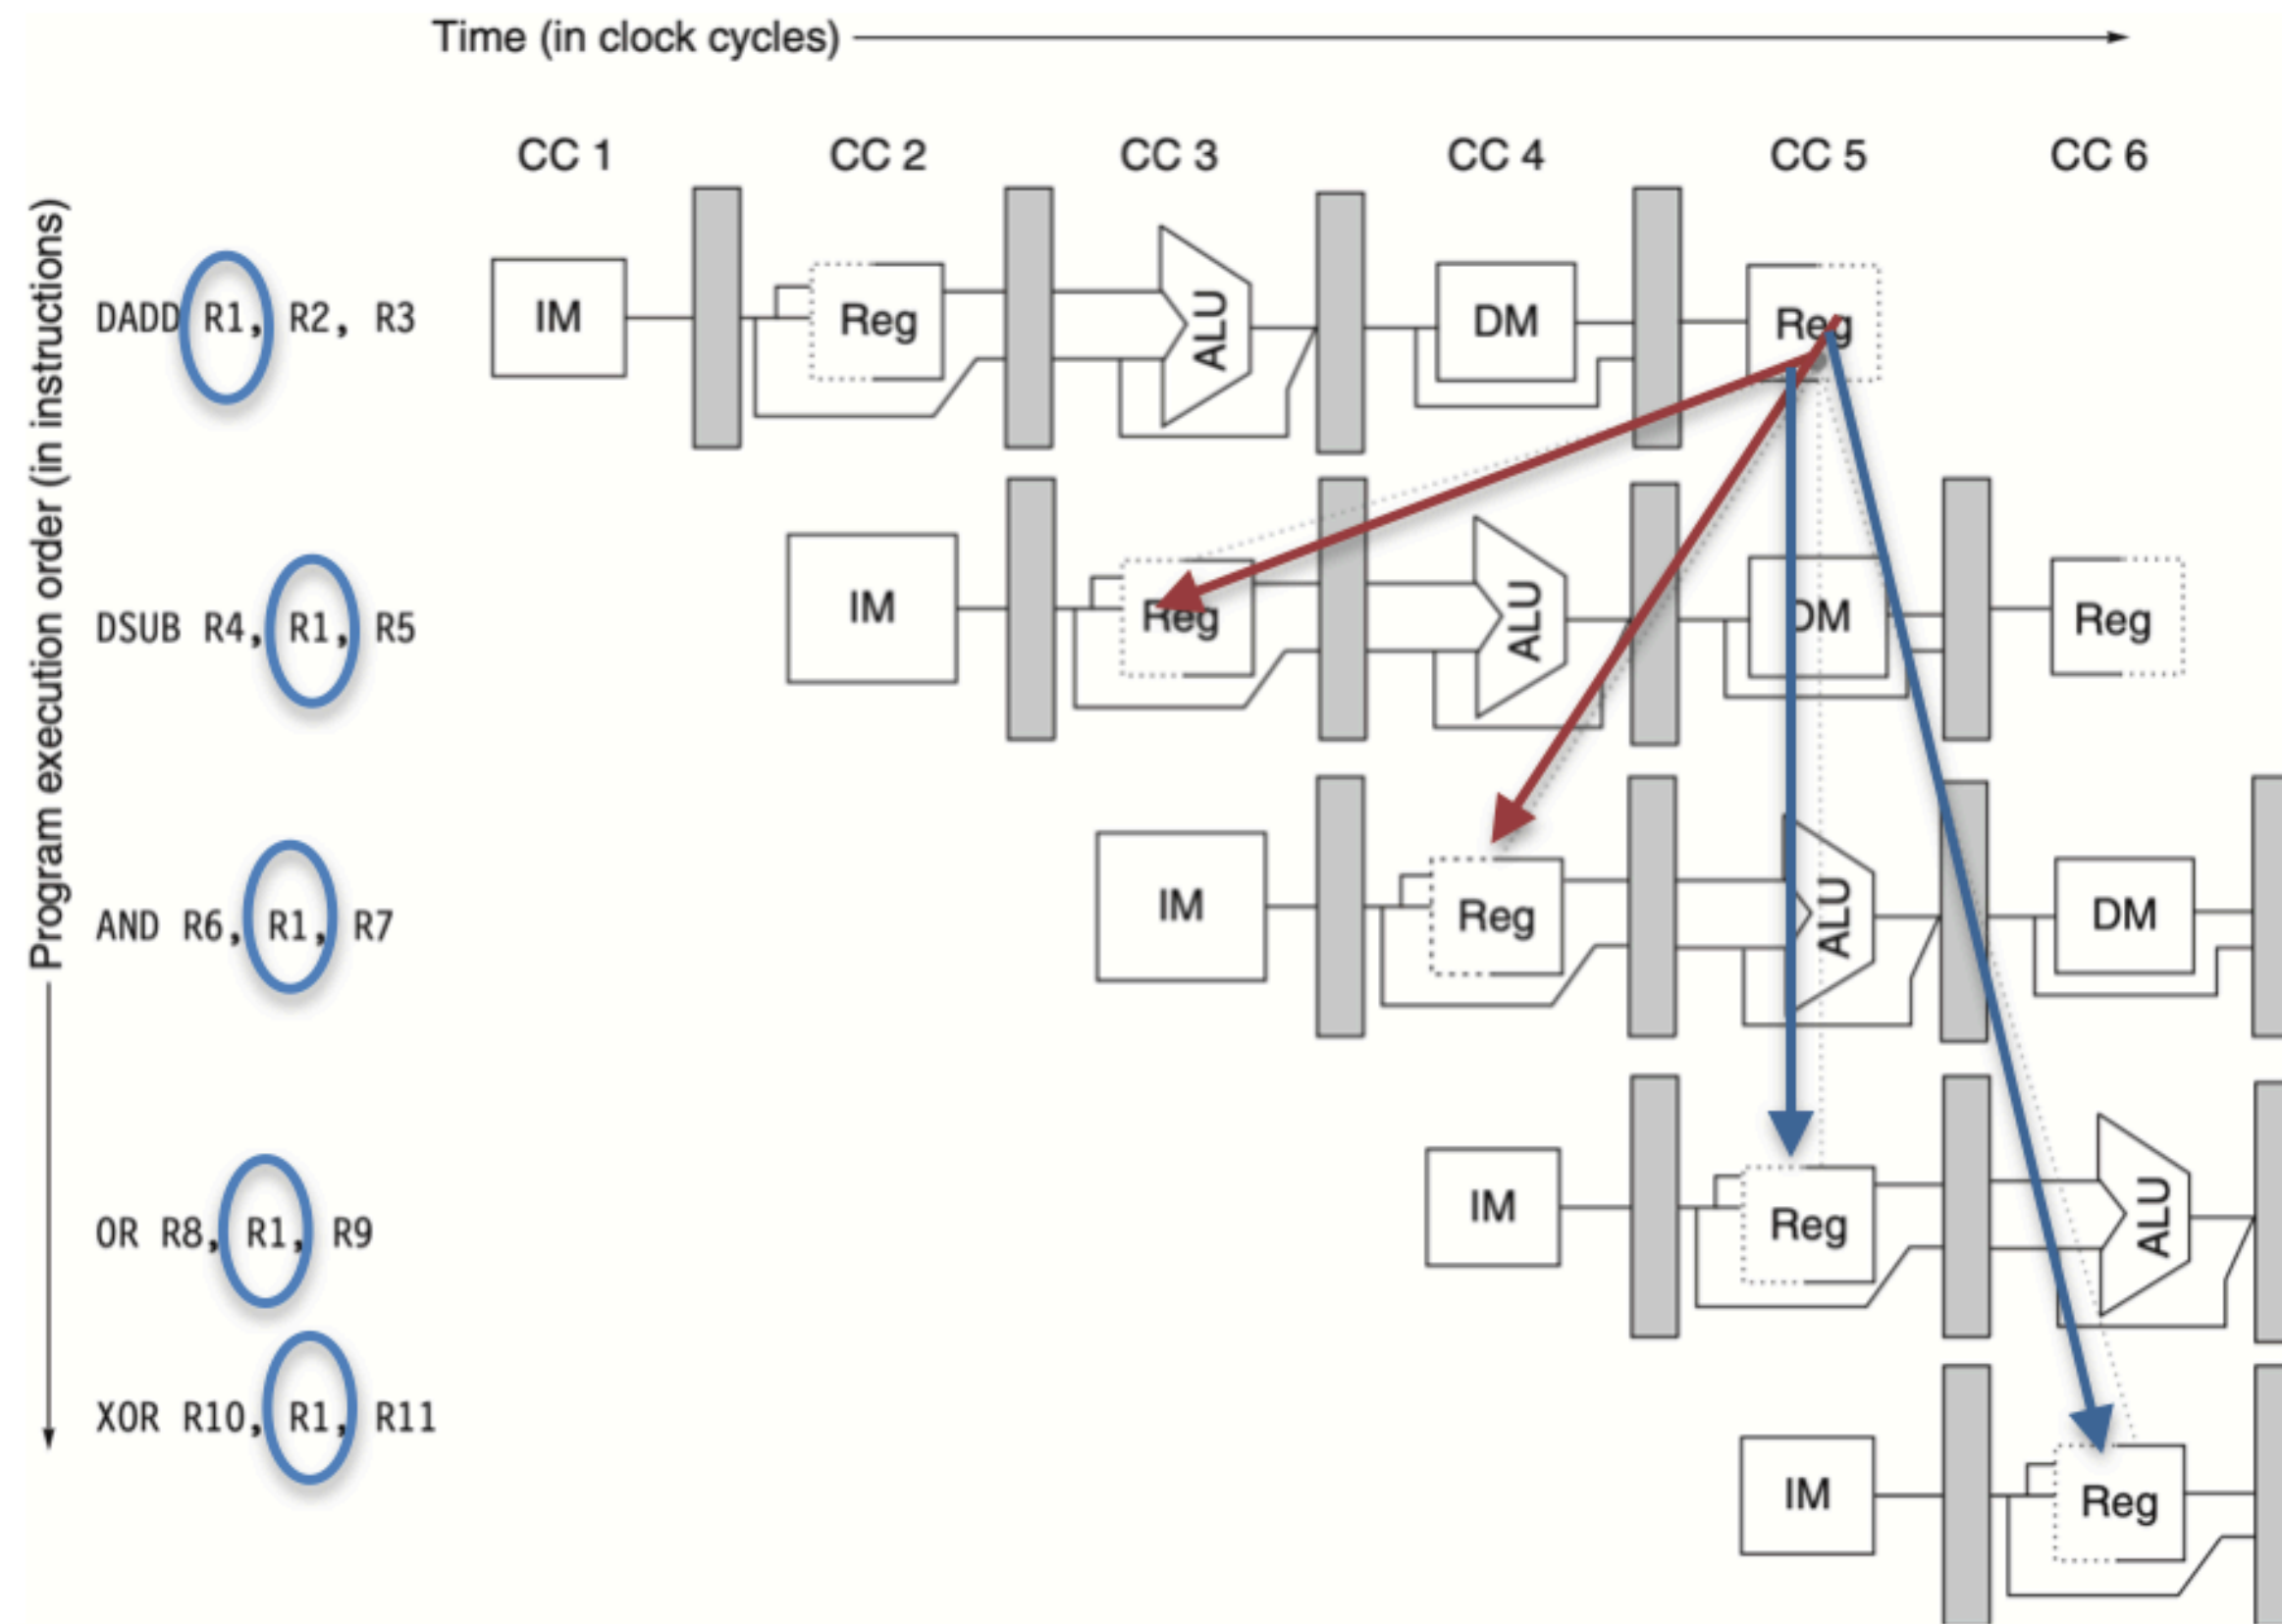 Time (in clock cycles)
CC 1 CC 2 CC 3 CC 4 CC 5 CC 6
Program execution order (in instructions)
DADD R1, R2, R3
IM Reg ALU DM Reg
DSUB R4, R1, R5
IM Reg ALU DM Reg
AND R6, R1, R7
IM Reg ALU DM
OR R8, R1, R9
IM Reg ALU
XOR R10, R1, R11
IM Reg